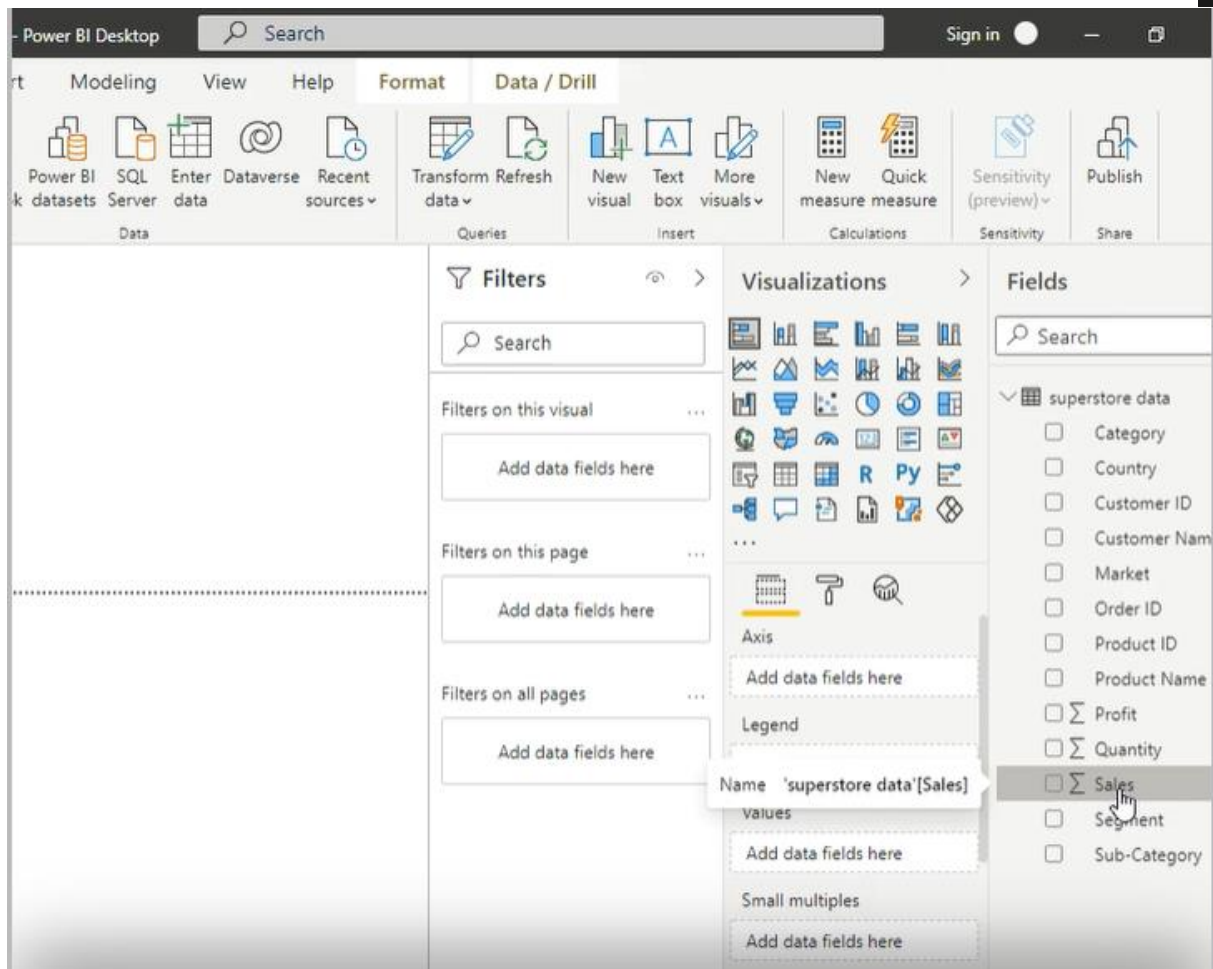 - Power BI Desktop
Search
Sign in
rt Modeling View Help Format Data / Drill
Power BI datasets
k
SQL Server
Enter data
Dataverse
Recent sources
Transform data
Refresh
New visual
Text box
More visuals
New measure
Quick measure
Sensitivity (preview)
Publish
Data
Queries
Insert
Calculations
Sensitivity
Share
Filters
Search
Filters on this visual ...
Add data fields here
Filters on this page ...
Add data fields here
Filters on all pages ...
Add data fields here
Visualizations
R Py
123
...
Axis
Add data fields here
Legend
Name 'superstore data'[Sales]
Values
Add data fields here
Small multiples
Add data fields here
Fields
Search
superstore data
Category
Country
Customer ID
Customer Nam
Market
Order ID
Product ID
Product Name
∑ Profit
∑ Quantity
∑ Sales
Segment
Sub-Category